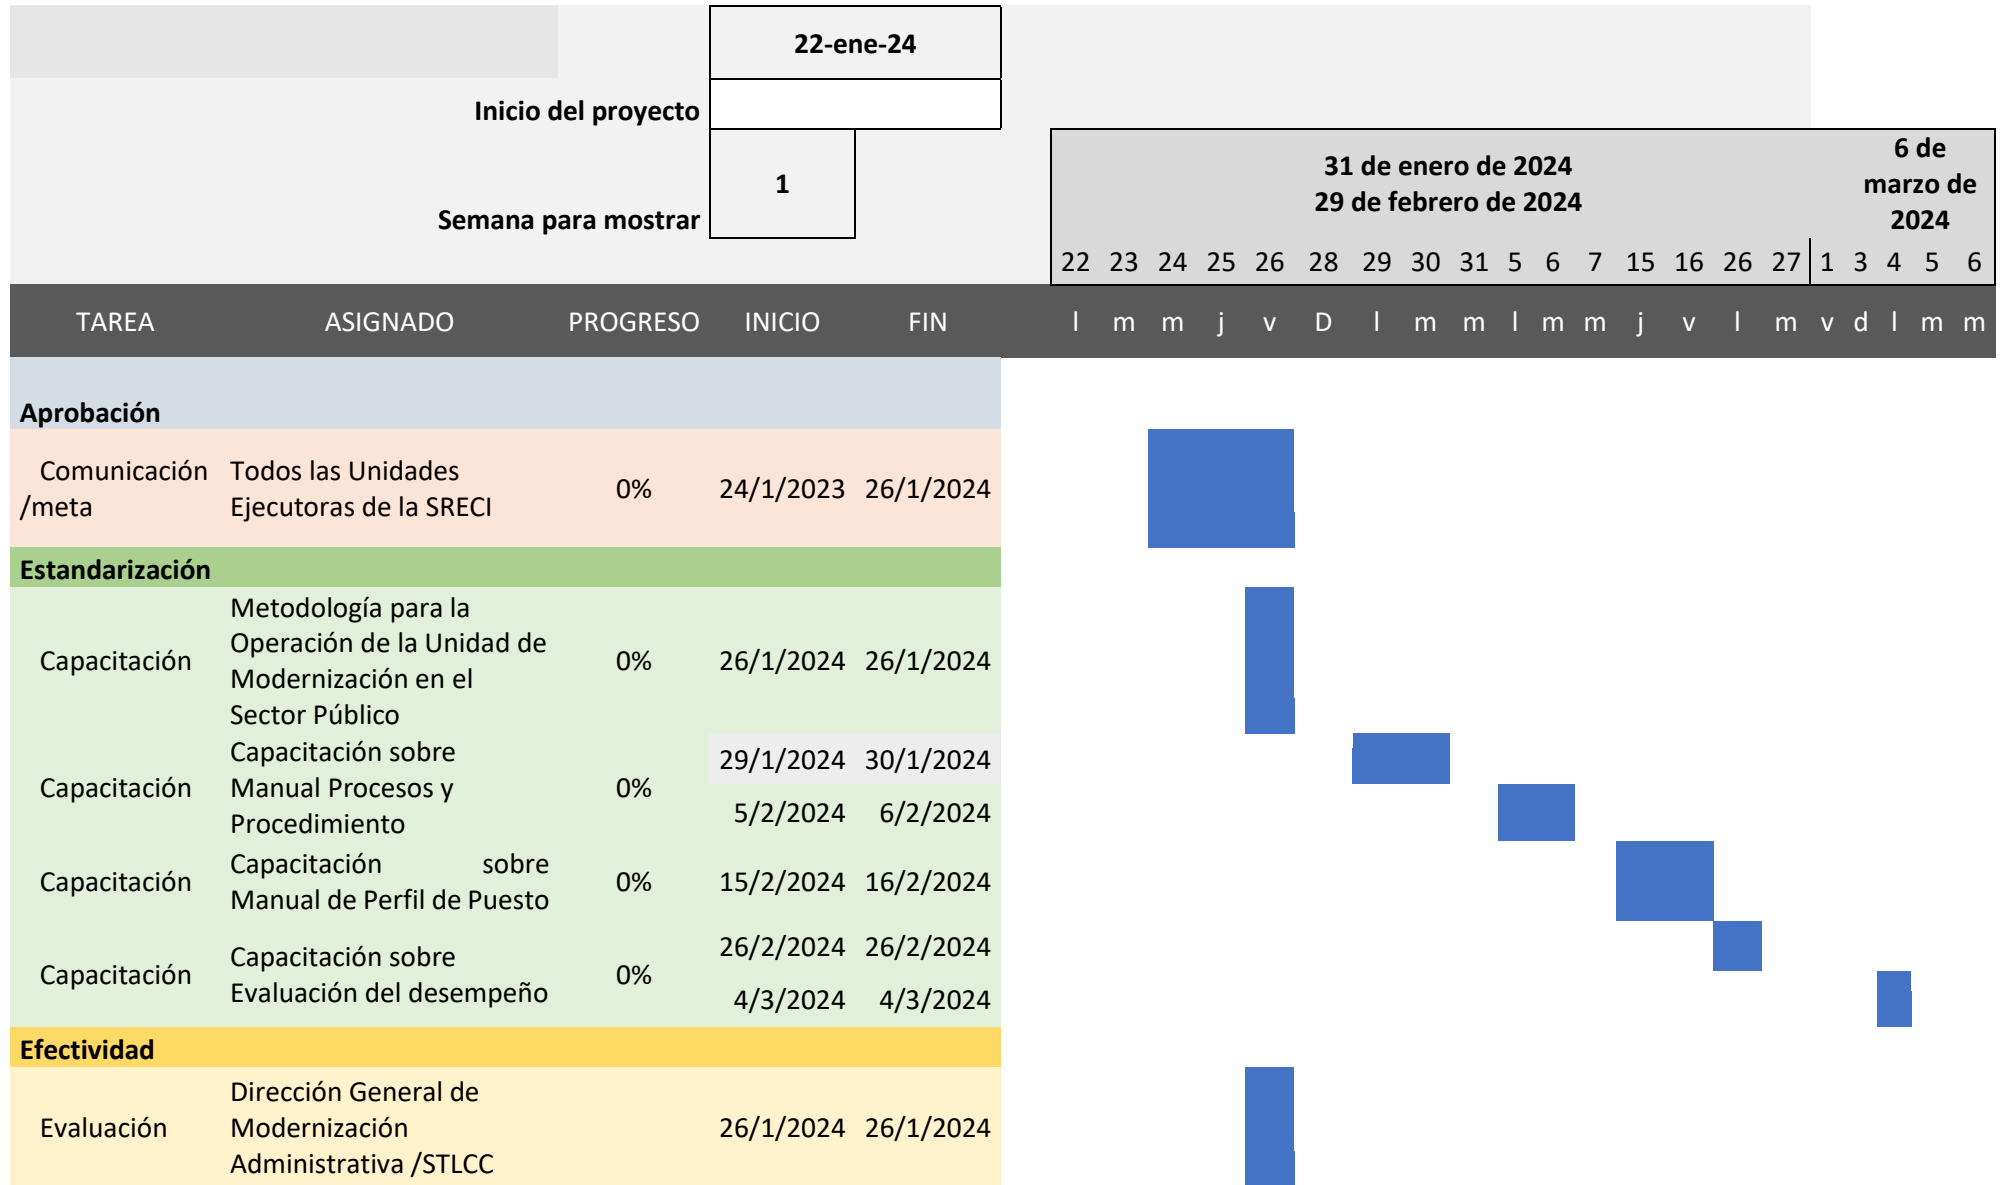 22-ene-24
Inicio del proyecto
1
Semana para mostrar
31 de enero de 2024
29 de febrero de 2024
6 de
marzo de
2024
22 23 24 25 26 28 29 30 31 5 6 7 15 16 26 27 1 3 4 5 6
TAREA ASIGNADO PROGRESO INICIO FIN l m m j v D l m m l m m j v l m v d l m m
Aprobación
Comunicación
/meta
Todos las Unidades
Ejecutoras de la SRECI
0% 24/1/2023 26/1/2024
Estandarización
Capacitación
Metodología para la
Operación de la Unidad de
Modernización en el
Sector Público
0% 26/1/2024 26/1/2024
Capacitación
Capacitación sobre
Manual Procesos y
Procedimiento
0%
29/1/2024 30/1/2024
5/2/2024 6/2/2024
Capacitación
Capacitación sobre
Manual de Perfil de Puesto
0% 15/2/2024 16/2/2024
Capacitación
Capacitación sobre
Evaluación del desempeño
0%
26/2/2024 26/2/2024
4/3/2024 4/3/2024
Efectividad
Evaluación
Dirección General de
Modernización
Administrativa /STLCC
26/1/2024 26/1/2024